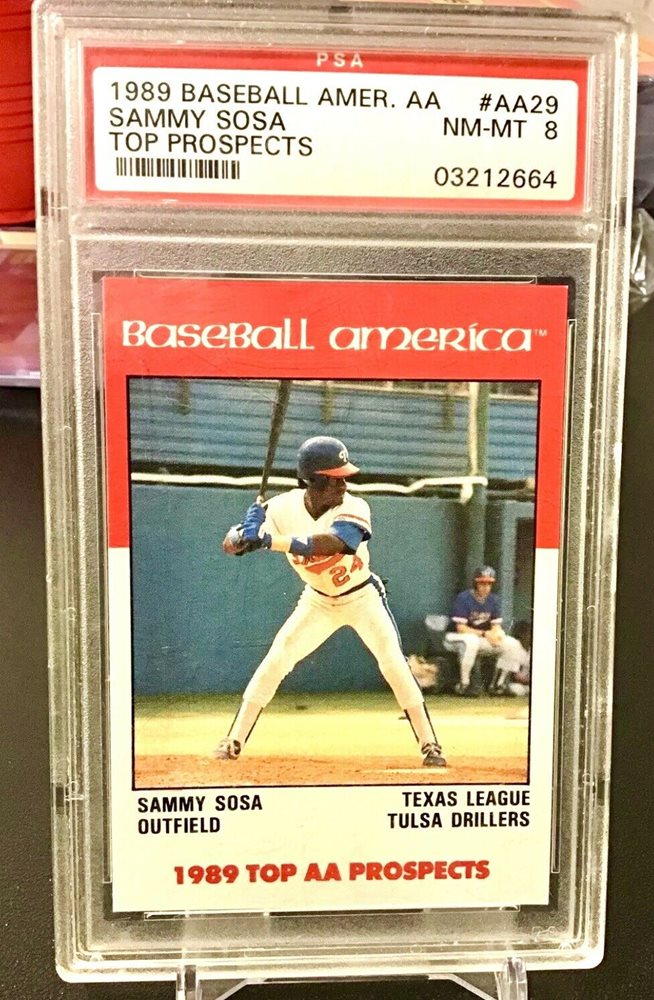 PSA
1989 BASEBALL AMER. AA #AA29
SAMMY SOSA NM-MT 8
TOP PROSPECTS
03212664
Baseball america™
24
SAMMY SOSA TEXAS LEAGUE
OUTFIELD TULSA DRILLERS
1989 TOP AA PROSPECTS